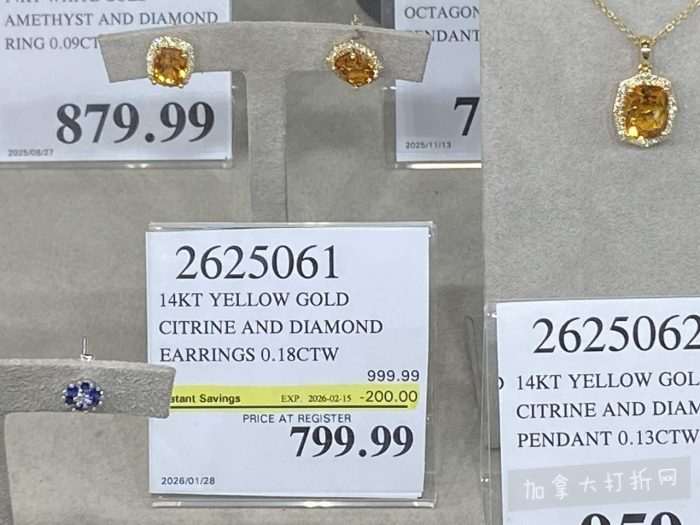 AMETHYST AND DIAMOND
RING 0.09CT
879.99
2025/08/27
OCTAGON
PENDANT
7
2025/11/13
2625061
14KT YELLOW GOLD
CITRINE AND DIAMOND
EARRINGS 0.18CTW
999.99
stant Savings EXP. 2026-02-15 -200.00
PRICE AT REGISTER
799.99
2026/01/28
2625062
14KT YELLOW GOL
CITRINE AND DIAM
PENDANT 0.13CTW
加拿大打折网